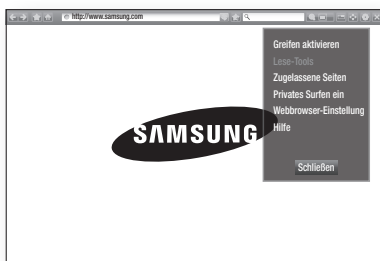 http://www.samsung.com
Greifen aktivieren
Lese-Tools
Zugelassene Seiten
Privates Surfen ein
Webbrowser-Einstellung
Hilfe
SAMSUNG
Schließen